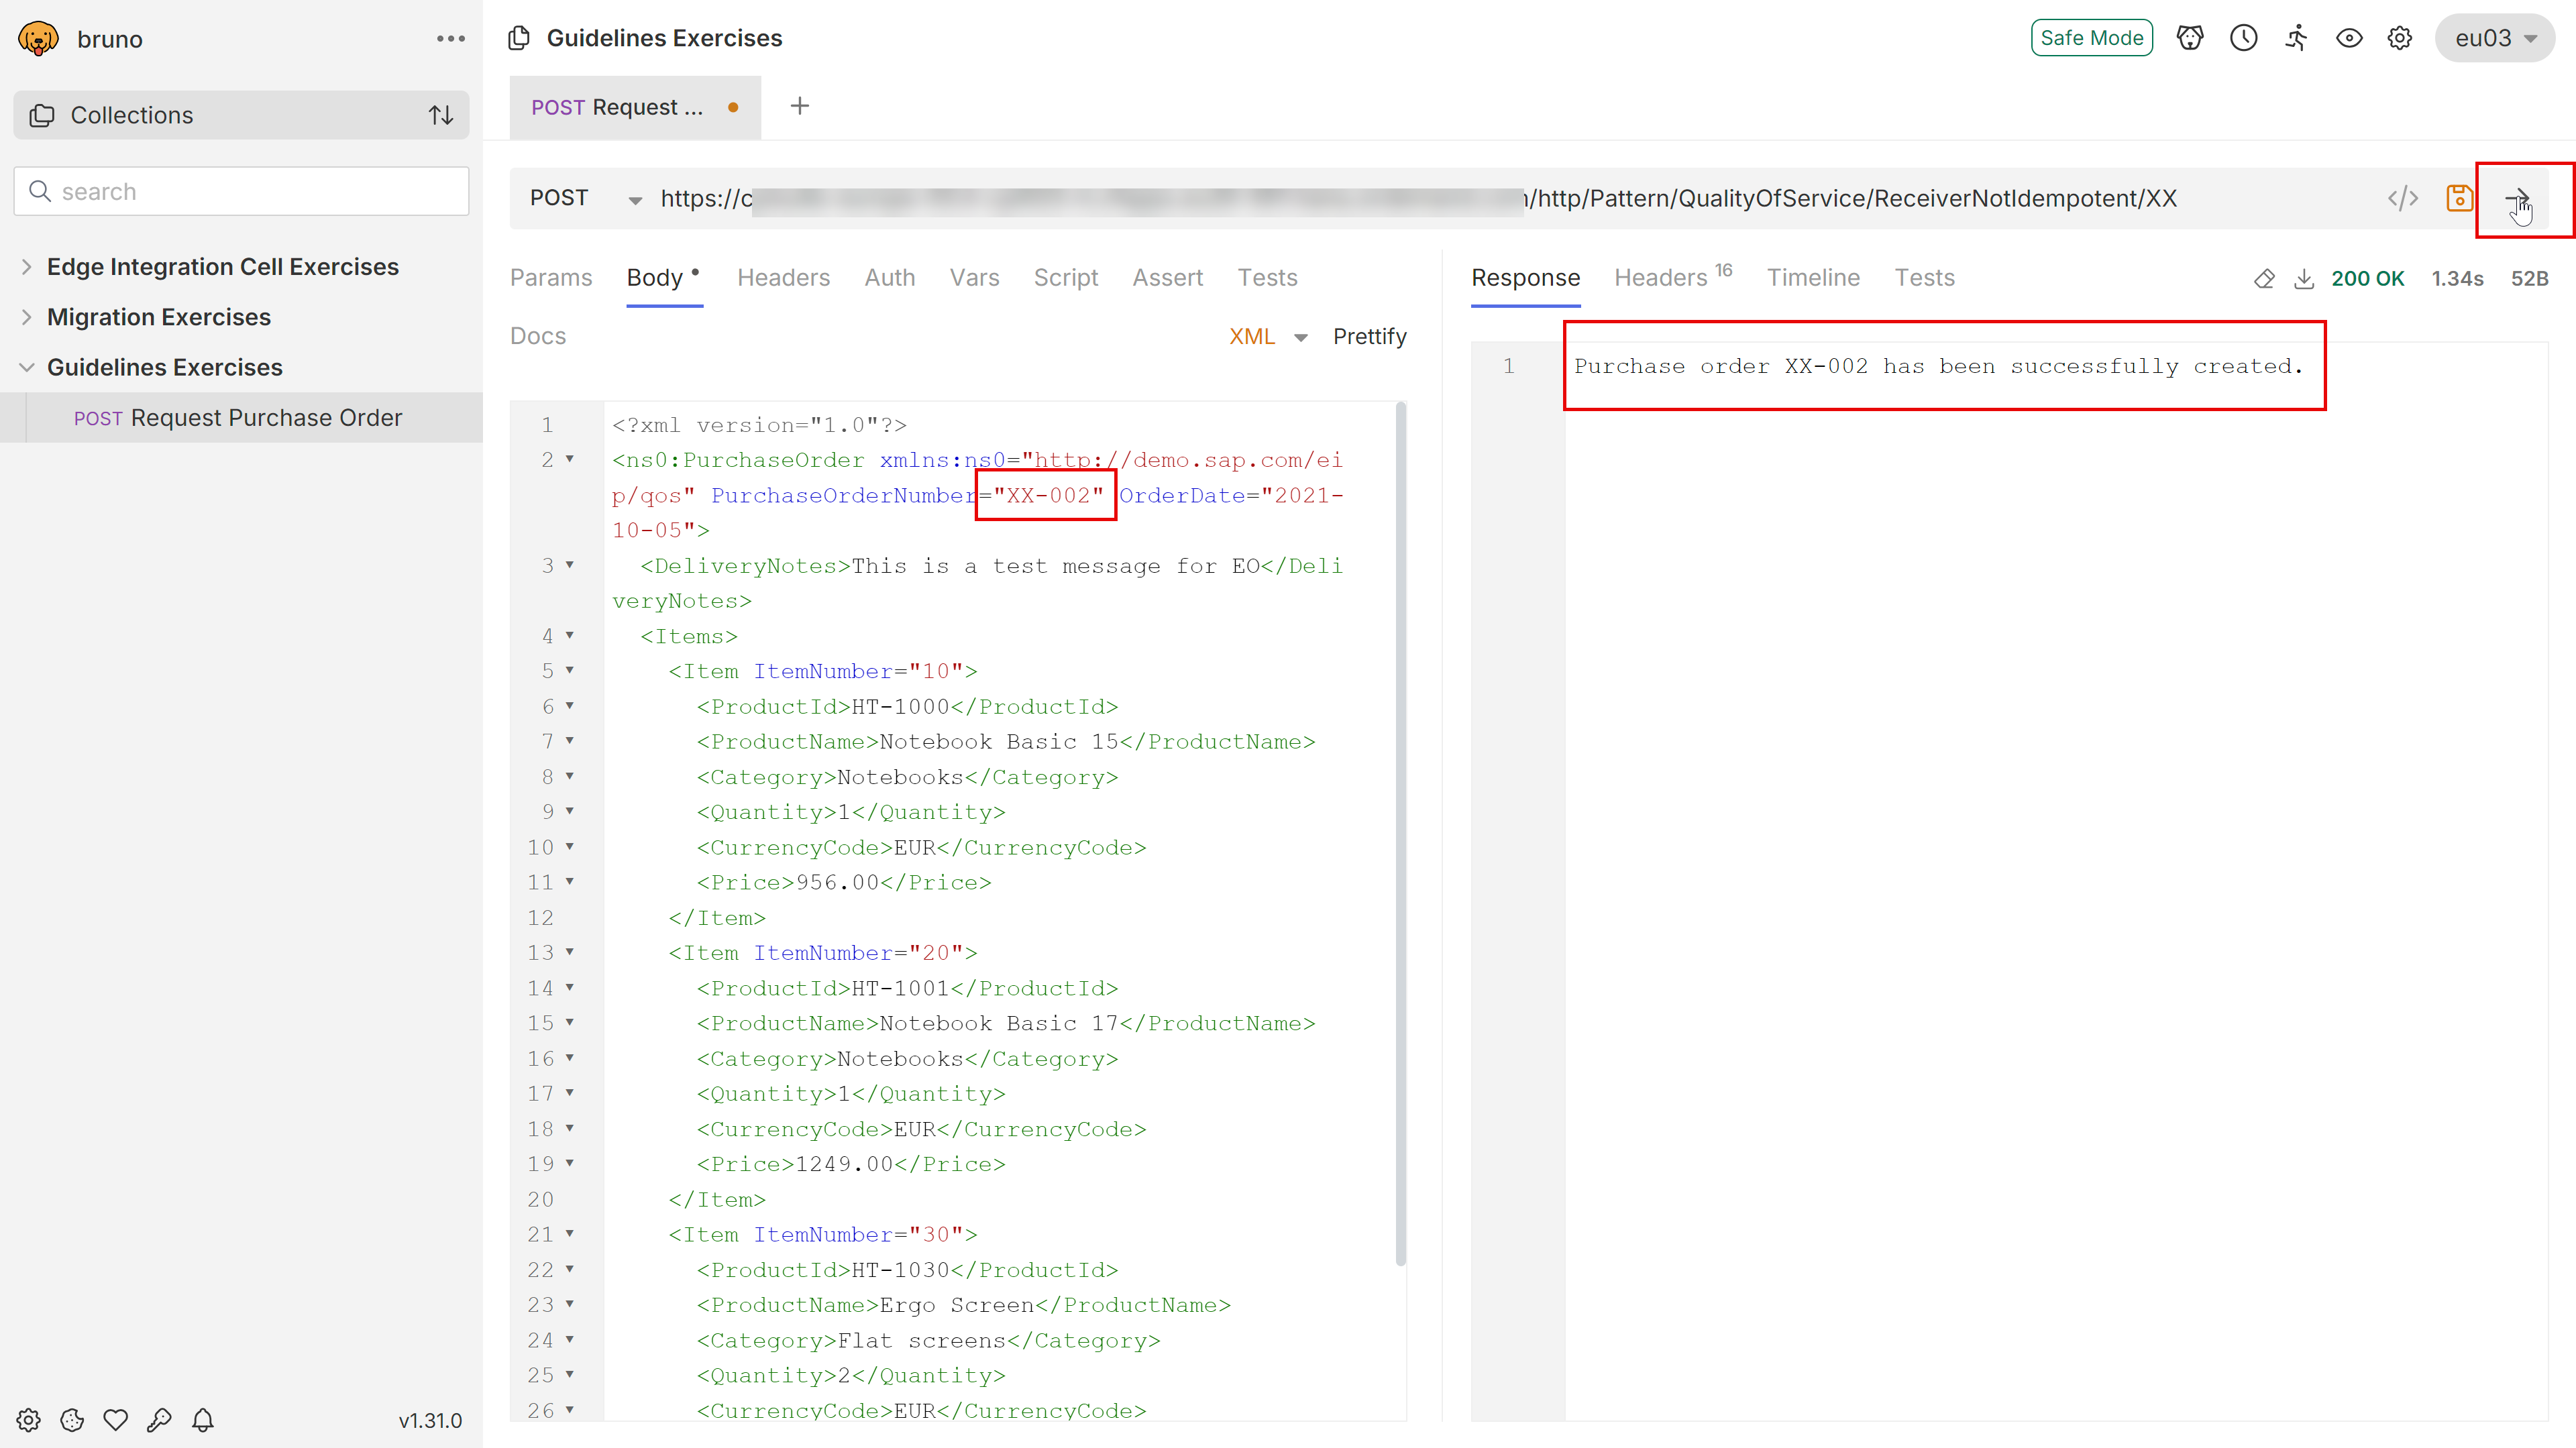 bruno
Collections
search
Edge Integration Cell Exercises
Migration Exercises
Guidelines Exercises
POST Request Purchase Order
v1.31.0
Guidelines Exercises
Safe Mode
eu03
POST Request ...
POST
https://c
/http/Pattern/QualityOfService/ReceiverNotIdempotent/XX
Params Body Headers Auth Vars Script Assert Tests
Docs
XML
Prettify
1 <?xml version="1.0"?>
2 <ns0:PurchaseOrder xmlns:ns0="http://demo.sap.com/ei
p/qos" PurchaseOrderNumber="XX-002" OrderDate="2021-
10-05">
3 <DeliveryNotes>This is a test message for EO</Deli
veryNotes>
4 <Items>
5 <Item ItemNumber="10">
6 <ProductId>HT-1000</ProductId>
7 <ProductName>Notebook Basic 15</ProductName>
8 <Category>Notebooks</Category>
9 <Quantity>1</Quantity>
10 <CurrencyCode>EUR</CurrencyCode>
11 <Price>956.00</Price>
12 </Item>
13 <Item ItemNumber="20">
14 <ProductId>HT-1001</ProductId>
15 <ProductName>Notebook Basic 17</ProductName>
16 <Category>Notebooks</Category>
17 <Quantity>1</Quantity>
18 <CurrencyCode>EUR</CurrencyCode>
19 <Price>1249.00</Price>
20 </Item>
21 <Item ItemNumber="30">
22 <ProductId>HT-1030</ProductId>
23 <ProductName>Ergo Screen</ProductName>
24 <Category>Flat screens</Category>
25 <Quantity>2</Quantity>
26 <CurrencyCode>EUR</CurrencyCode>
Response Headers 16 Timeline Tests
200 OK 1.34s 52B
1 Purchase order XX-002 has been successfully created.